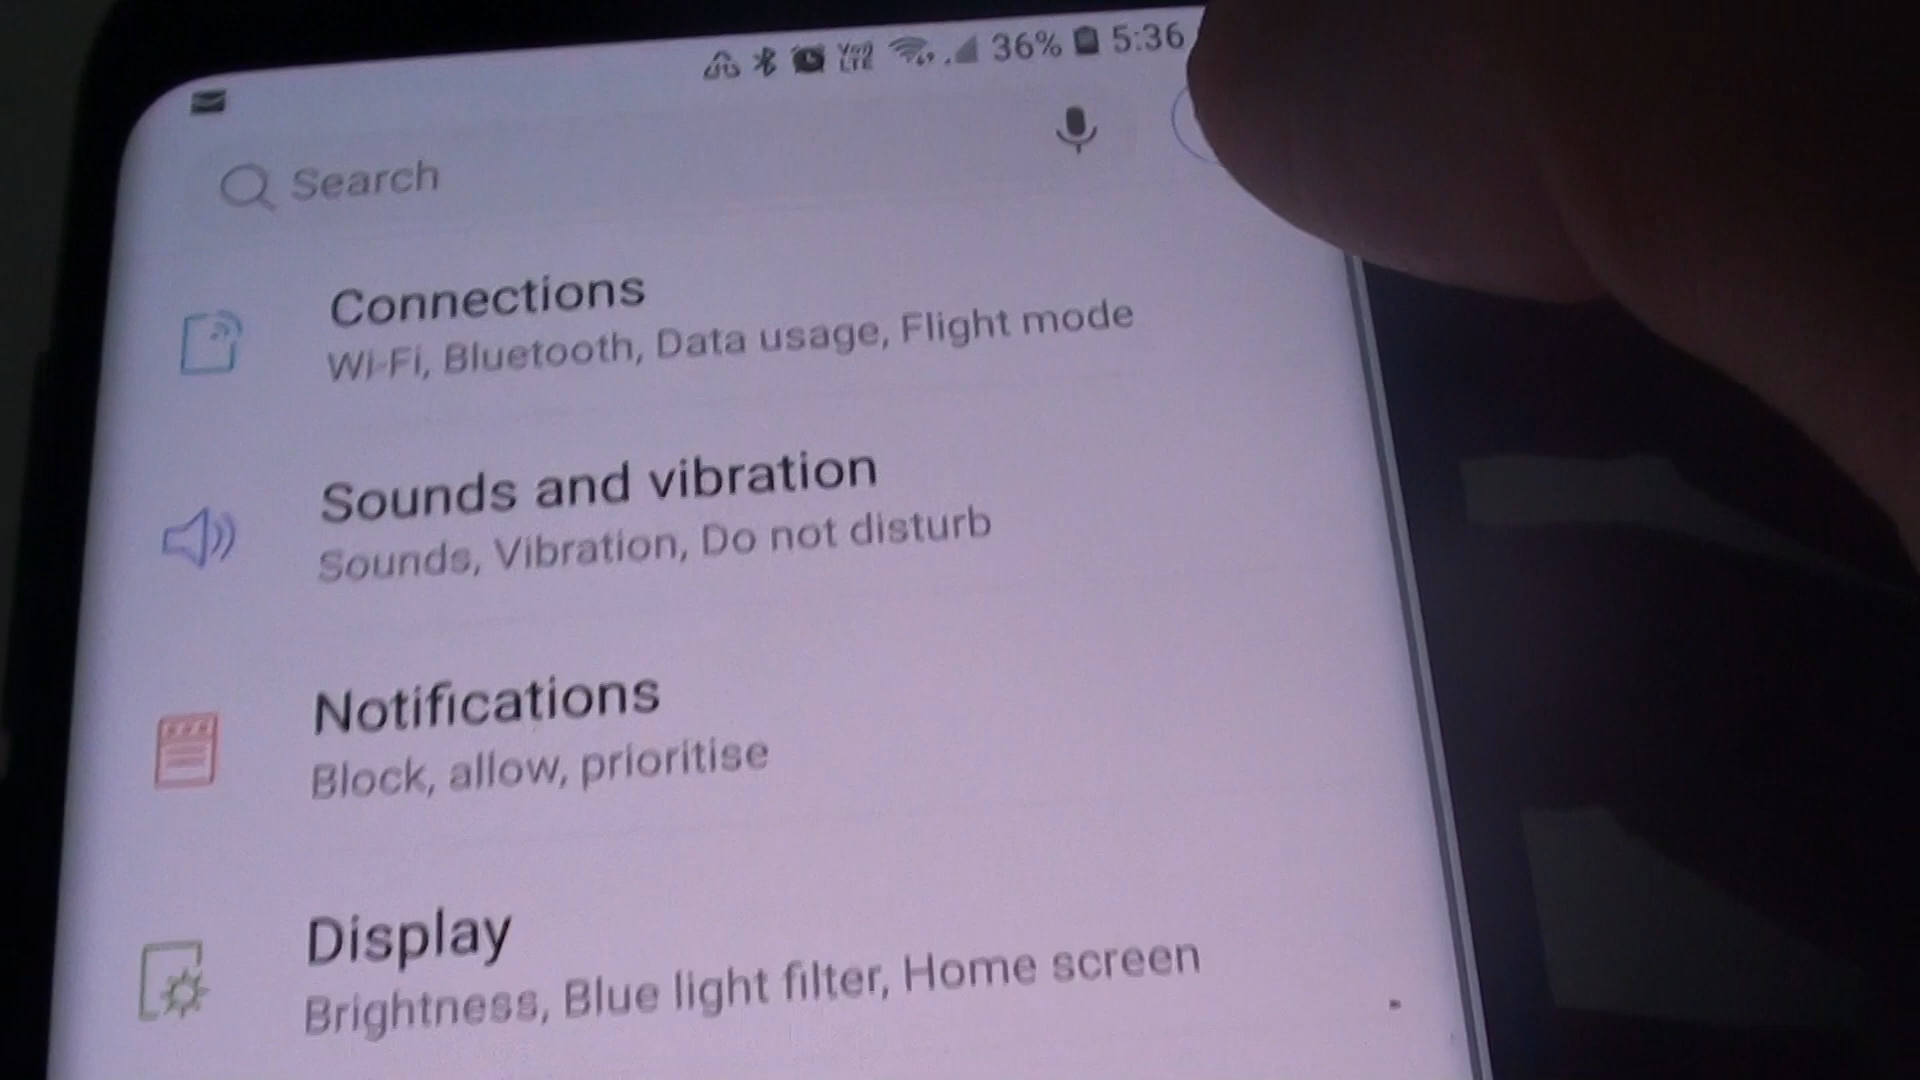 VoLTE 36% 5:36
Search
Connections
Wi-Fi, Bluetooth, Data usage, Flight mode
Sounds and vibration
Sounds, Vibration, Do not disturb
Notifications
Block, allow, prioritise
Display
Brightness, Blue light filter, Home screen